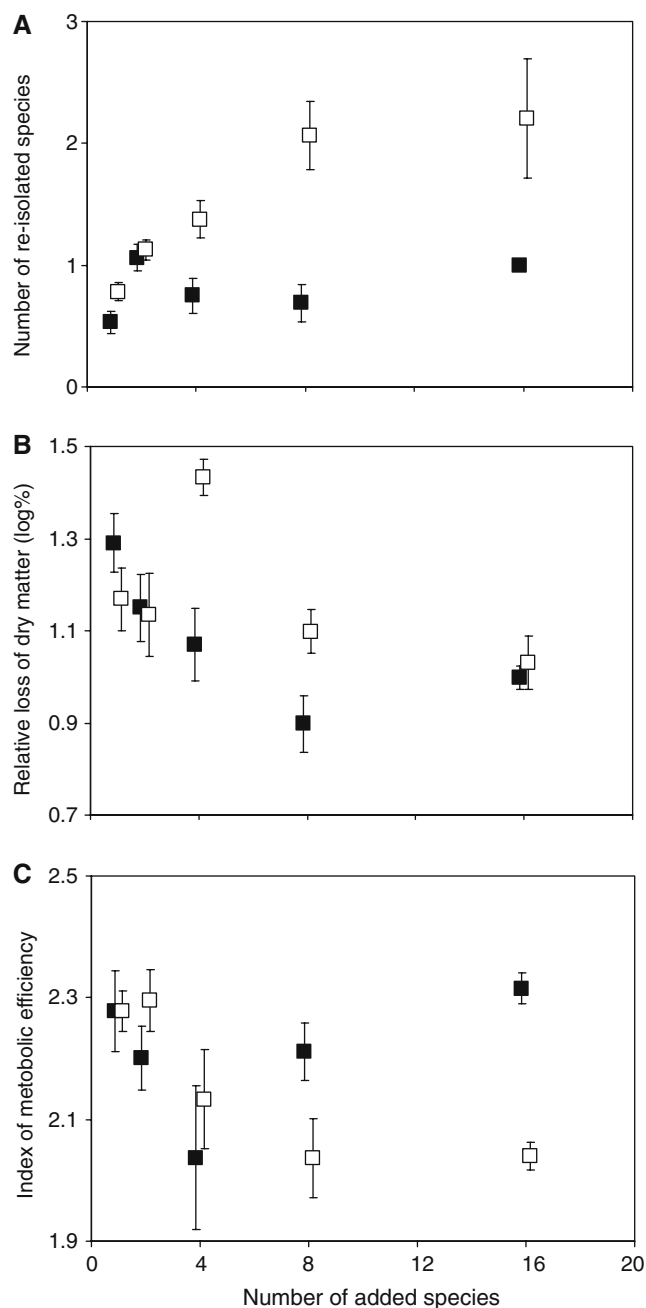 A
3
2
1
0
Number of re-isolated species
B
1.5
1.3
1.1
0.9
0.7
Relative loss of dry matter (log%)
C
2.5
2.3
2.1
1.9
Index of metobolic efficiency
0 4 8 12 16 20
Number of added species